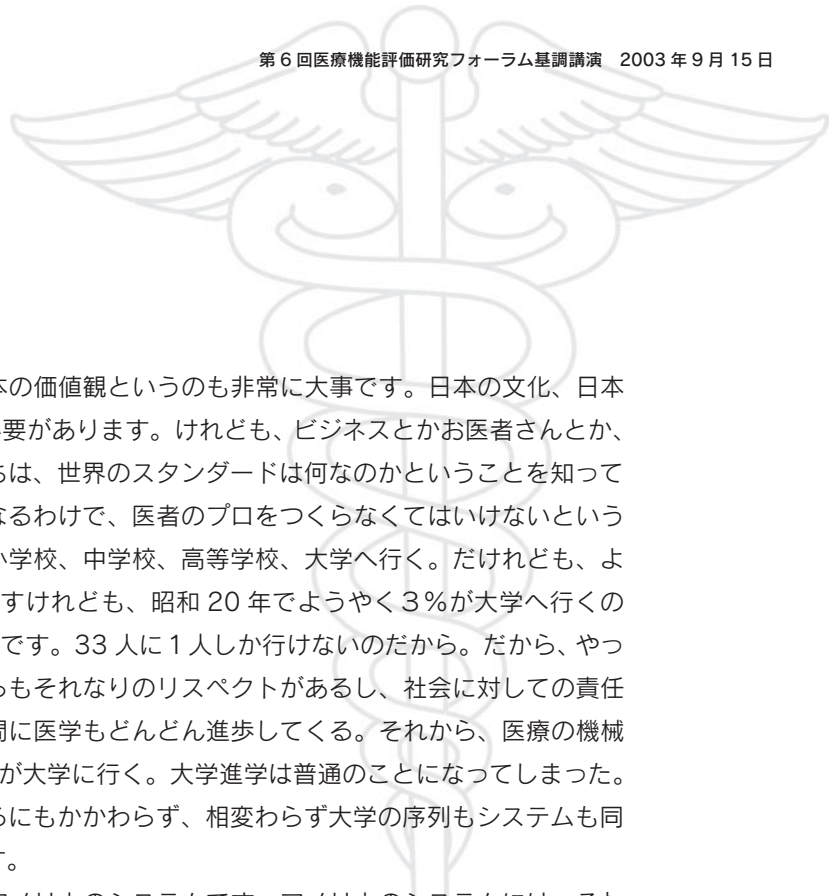 第6回医療機能評価研究フォーラム基調講演　2003年9月15日
本の価値観というのも非常に大事です。日本の文化、日本
要があります。けれども、ビジネスとかお医者さんとか、
ちは、世界のスタンダードは何なのかということを知って
なるわけで、医者のプロをつくらなくてはいけないという
小学校、中学校、高等学校、大学へ行く。だけれども、よ
すけれども、昭和20年でようやく3％が大学へ行くの
です。33人に1人しか行けないのだから。だから、やっ
らもそれなりのリスペクトがあるし、社会に対しての責任
間に医学もどんどん進歩してくる。それから、医療の機械
が大学に行く。大学進学は普通のことになってしまった。
るにもかかわらず、相変わらず大学の序列もシステムも同
す。